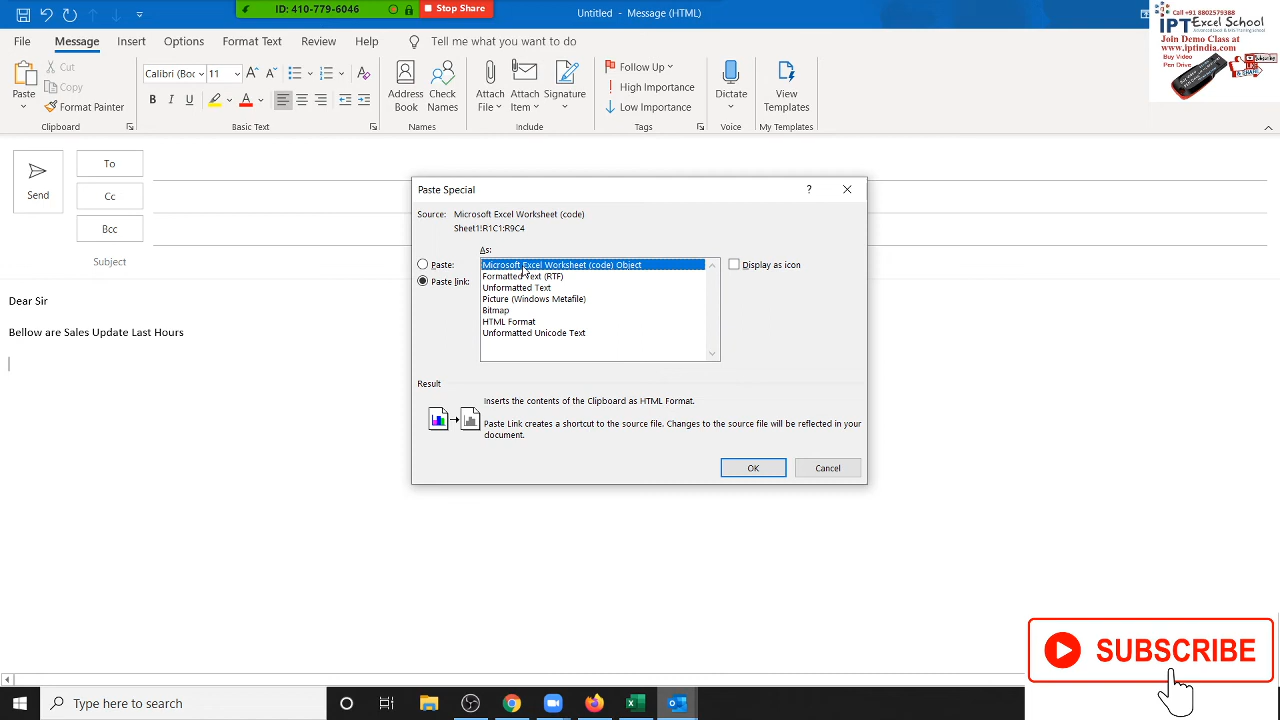 ID: 410-779-6046
Stop Share
Untitled - Message (HTML)
Call +91 8802579388
IPT Excel School
Join Demo Class at
www.iptindia.com
Buy Video
Pen Drive
File Message Insert Options Format Text Review Help Tell me what you want to do
Paste
Cut
Copy
Format Painter
Calibri (Boc 11
B I U A
Address Book
Check Names
Attach File
Attach Item
Signature
Follow Up
High Importance
Low Importance
Dictate
View Templates
Clipboard Basic Text Names Include Tags Voice My Templates
Send
To
Cc
Bcc
Subject
Dear Sir
Bellow are Sales Update Last Hours
Paste Special
?
Source: Microsoft Excel Worksheet (code)
Sheet1!R1C1:R9C4
As:
Paste:
Paste link:
Microsoft Excel Worksheet (code) Object
Formatted Text (RTF)
Unformatted Text
Picture (Windows Metafile)
Bitmap
HTML Format
Unformatted Unicode Text
Display as icon
Result
Inserts the contents of the Clipboard as HTML Format.
Paste Link creates a shortcut to the source file. Changes to the source file will be reflected in your
document.
OK Cancel
SUBSCRIBE
Type here to search